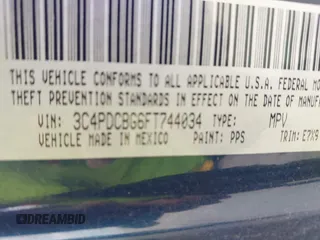 THIS VEHICLE CONFORMS TO ALL APPLICABLE U.S.A. FEDERAL MO
THEFT PREVENTION STANDARDS IN EFFECT ON THE DATE OF MANUF
VIN: 3C4PDCBG6FT744034 TYPE: MPV
VEHICLE MADE IN MEXICO PAINT: PPS TRIM: E7X9
DREAMBID